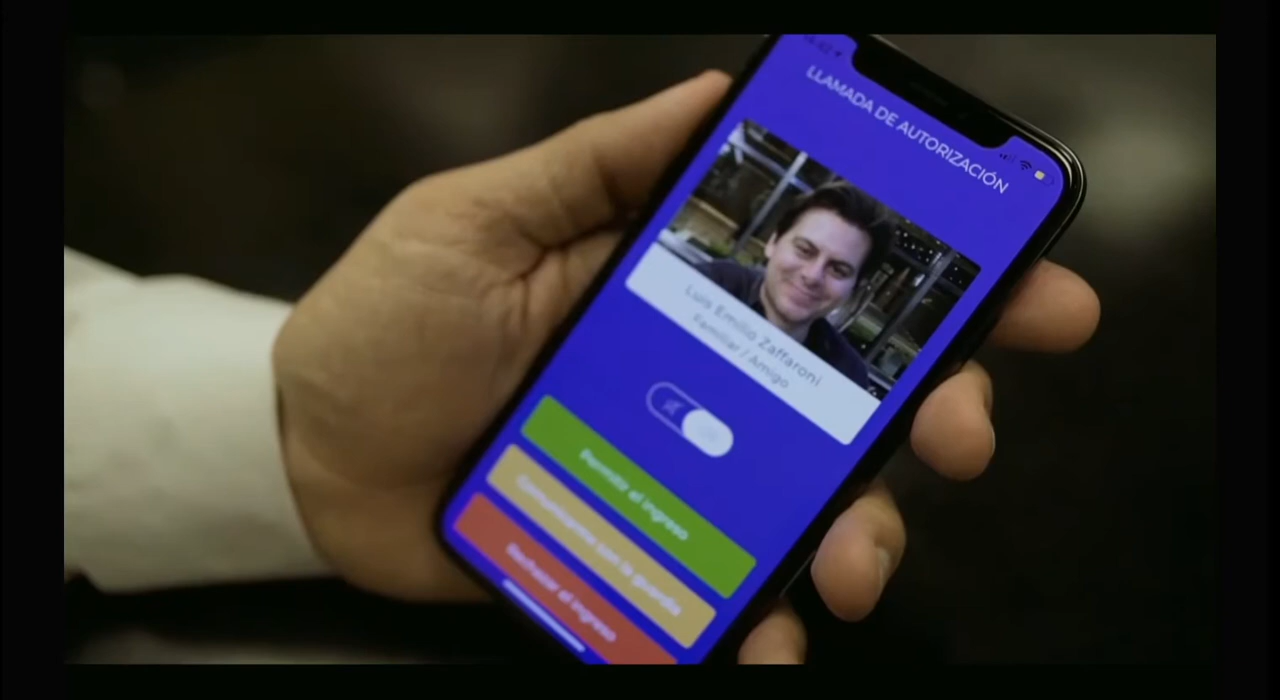 LLAMADA DE AUTORIZACIÓN
Luis Emilio Zaffaroni
Familiar / Amigo
Permitir el ingreso
Comunicarme con la guardia
Rechazar el ingreso